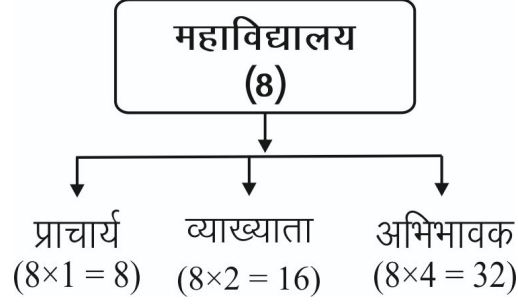 महाविद्यालय
(8)
प्राचार्य व्याख्याता अभिभावक
(8×1 = 8) (8×2 = 16) (8×4 = 32)